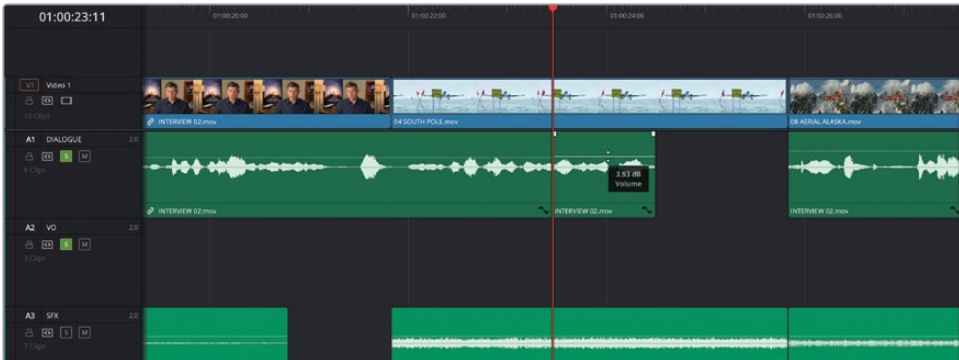 01:00:23:11
01:00:20:00
01:00:22:00
01:00:24:00
01:00:26:00
V1 Video 1
10 Clips
INTERVIEW 02.mov
04 SOUTH POLE.mov
08 AERIAL ALASKA.mov
A1 DIALOGUE 2.0
S M
5 Clips
3.93 dB
Volume
INTERVIEW 02.mov
INTERVIEW 02.mov
INTERVIEW 02.mov
A2 VO 2.0
S M
3 Clips
A3 SFX 2.0
S M
7 Clips